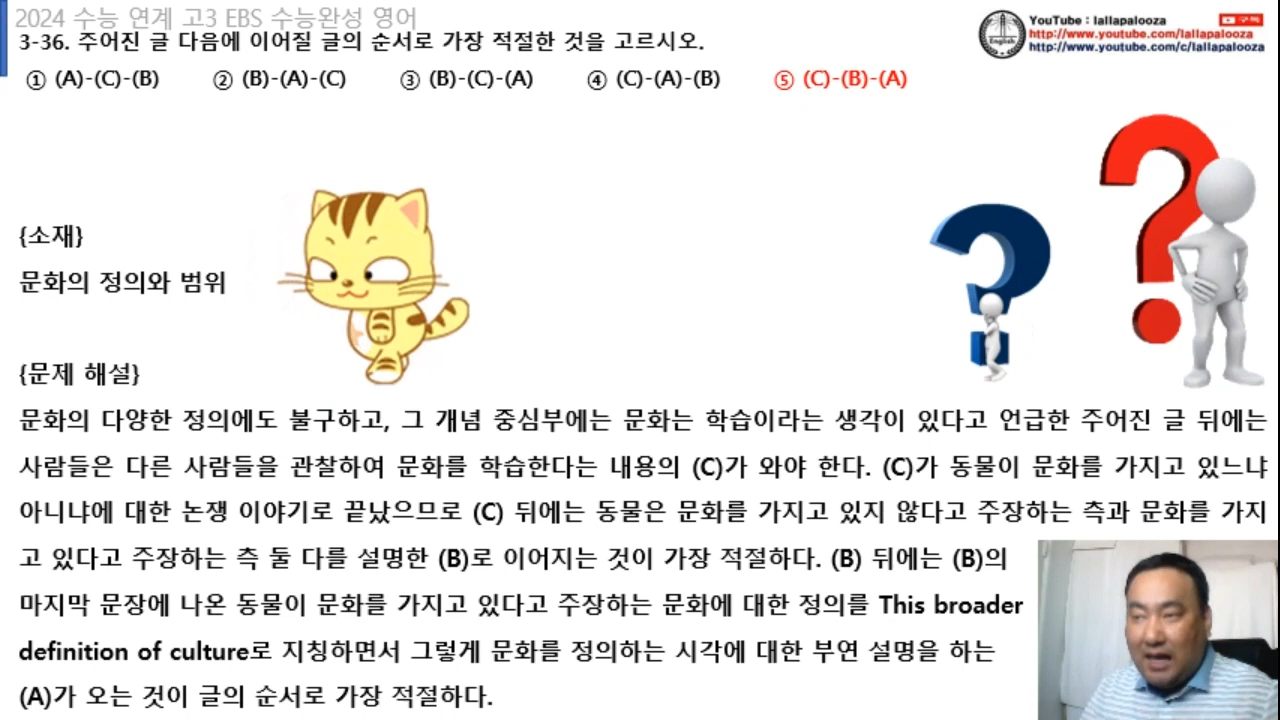 2024 수능 연계 고3 EBS 수능완성 영어
3-36. 주어진 글 다음에 이어질 글의 순서로 가장 적절한 것을 고르시오.
YouTube : lallapalooza
구독
http://www.youtube.com/lallapalooza
http://www.youtube.com/c/lallapalooza
English
① (A)-(C)-(B) ② (B)-(A)-(C) ③ (B)-(C)-(A) ④ (C)-(A)-(B) ⑤ (C)-(B)-(A)
{소재}
문화의 정의와 범위
{문제 해설}
문화의 다양한 정의에도 불구하고, 그 개념 중심부에는 문화는 학습이라는 생각이 있다고 언급한 주어진 글 뒤에는
사람들은 다른 사람들을 관찰하여 문화를 학습한다는 내용의 (C)가 와야 한다. (C)가 동물이 문화를 가지고 있느냐
아니냐에 대한 논쟁 이야기로 끝났으므로 (C) 뒤에는 동물은 문화를 가지고 있지 않다고 주장하는 측과 문화를 가지
고 있다고 주장하는 측 둘 다를 설명한 (B)로 이어지는 것이 가장 적절하다. (B) 뒤에는 (B)의
마지막 문장에 나온 동물이 문화를 가지고 있다고 주장하는 문화에 대한 정의를 This broader
definition of culture로 지칭하면서 그렇게 문화를 정의하는 시각에 대한 부연 설명을 하는
(A)가 오는 것이 글의 순서로 가장 적절하다.